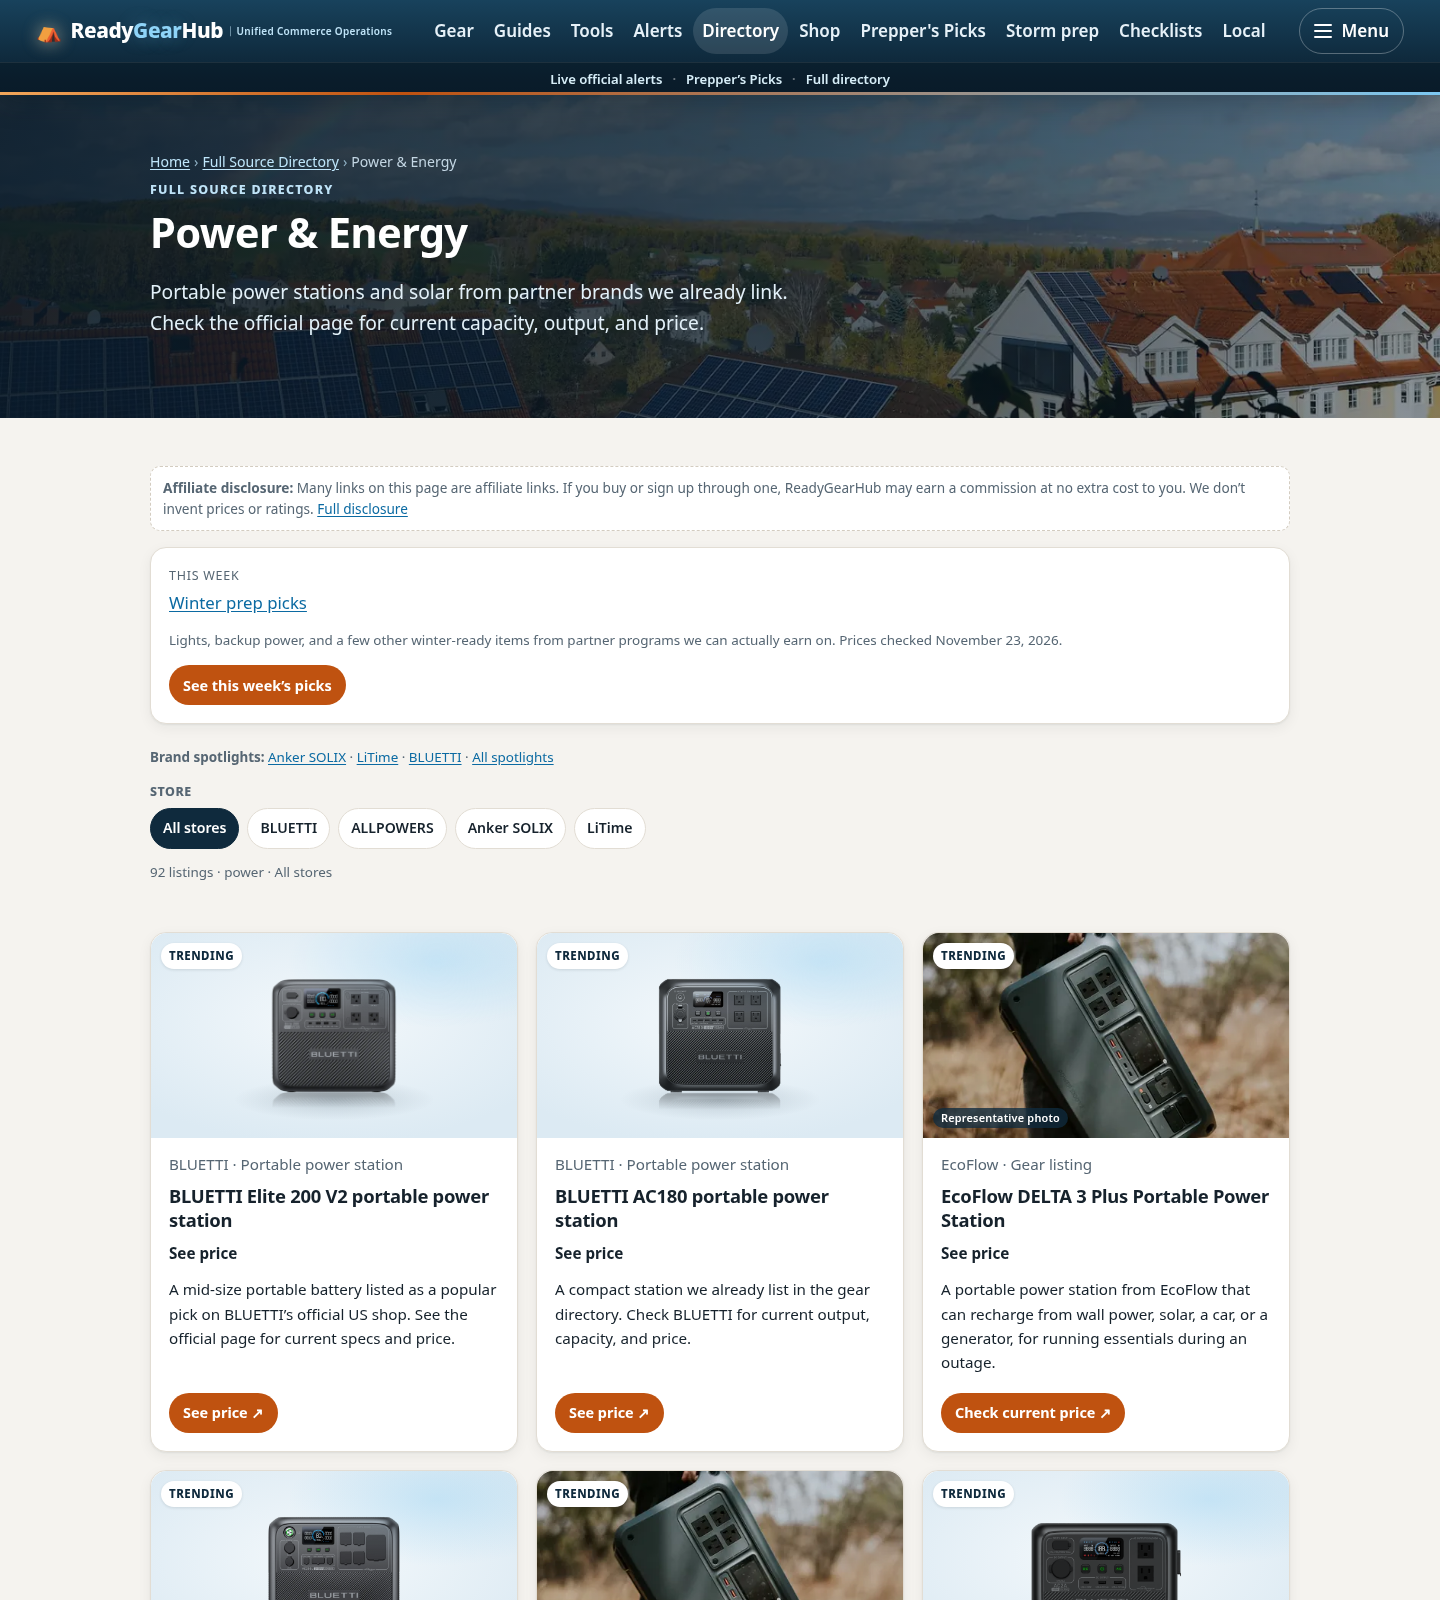 ReadyGearHub
Unified Commerce Operations
Gear
Guides
Tools
Alerts
Directory
Shop
Prepper's Picks
Storm prep
Checklists
Local
Menu
Live official alerts · Prepper’s Picks · Full directory
Home › Full Source Directory › Power & Energy
FULL SOURCE DIRECTORY
Power & Energy
Portable power stations and solar from partner brands we already link.
Check the official page for current capacity, output, and price.
Affiliate disclosure: Many links on this page are affiliate links. If you buy or sign up through one, ReadyGearHub may earn a commission at no extra cost to you. We don’t
invent prices or ratings. Full disclosure
THIS WEEK
Winter prep picks
Lights, backup power, and a few other winter-ready items from partner programs we can actually earn on. Prices checked November 23, 2026.
See this week’s picks
Brand spotlights: Anker SOLIX · LiTime · BLUETTI · All spotlights
STORE
All stores
BLUETTI
ALLPOWERS
Anker SOLIX
LiTime
92 listings · power · All stores
TRENDING
BLUETTI
BLUETTI · Portable power station
BLUETTI Elite 200 V2 portable power
station
See price
A mid-size portable battery listed as a popular
pick on BLUETTI’s official US shop. See the
official page for current specs and price.
See price ↗
TRENDING
BLUETTI
BLUETTI · Portable power station
BLUETTI AC180 portable power
station
See price
A compact station we already list in the gear
directory. Check BLUETTI for current output,
capacity, and price.
See price ↗
TRENDING
Representative photo
EcoFlow · Gear listing
EcoFlow DELTA 3 Plus Portable Power
Station
See price
A portable power station from EcoFlow that
can recharge from wall power, solar, a car, or a
generator, for running essentials during an
outage.
Check current price ↗
TRENDING
BLUETTI
TRENDING
TRENDING